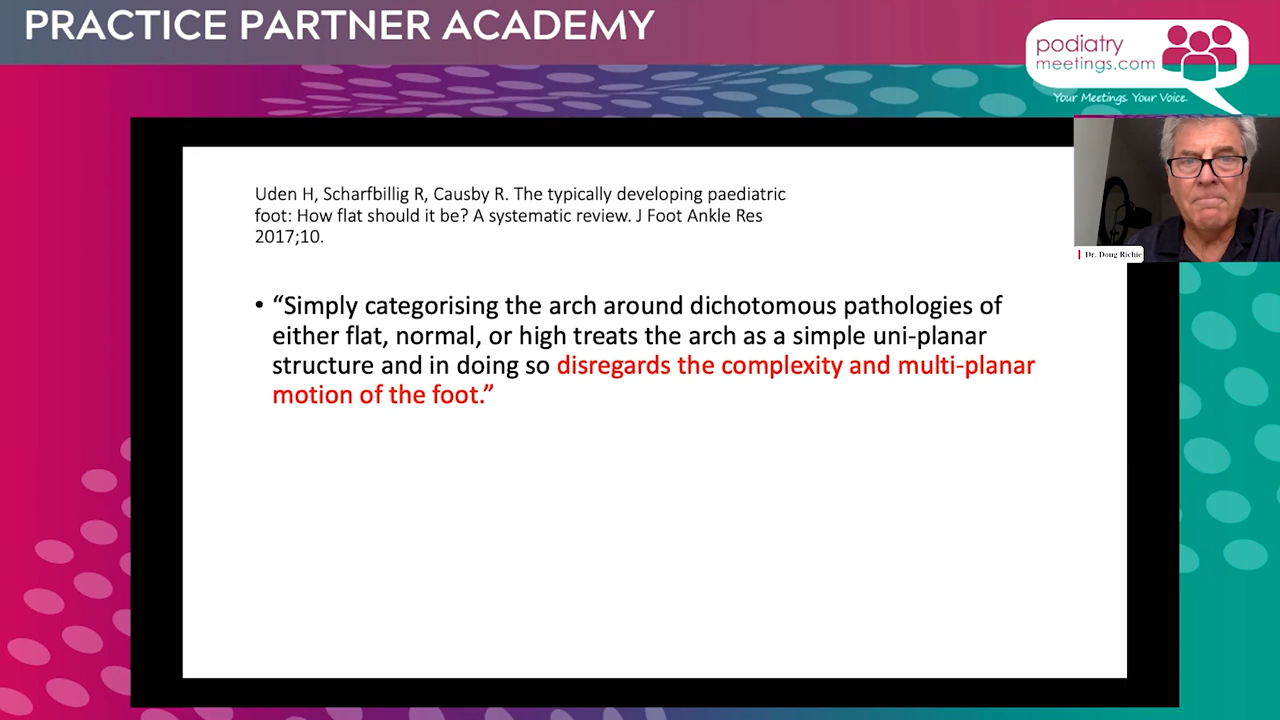 PRACTICE PARTNER ACADEMY
podiatry
meetings.com
Your Meetings. Your Voice.
Dr. Doug Richie
Uden H, Scharfbillig R, Causby R. The typically developing paediatric
foot: How flat should it be? A systematic review. J Foot Ankle Res
2017;10.
• “Simply categorising the arch around dichotomous pathologies of
either flat, normal, or high treats the arch as a simple uni-planar
structure and in doing so disregards the complexity and multi-planar
motion of the foot.”